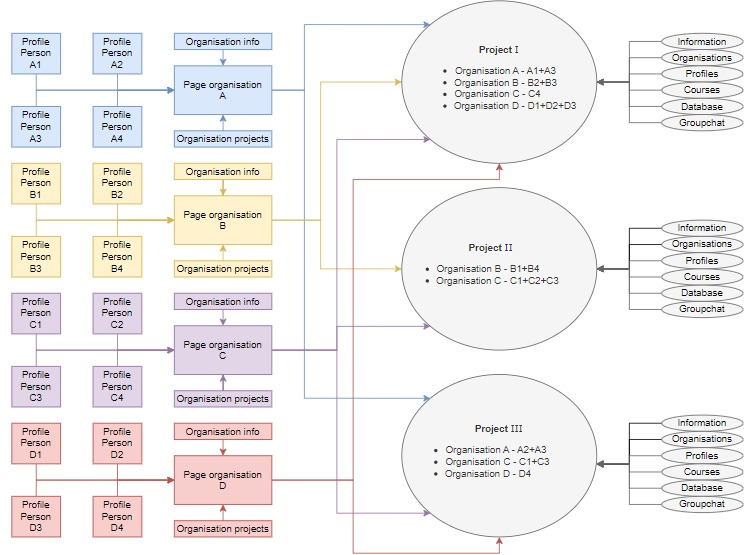 Profile
Person
A1
Profile
Person
A2
Profile
Person
A3
Profile
Person
A4
Organisation info
Page organisation
A
Organisation projects
Profile
Person
B1
Profile
Person
B2
Profile
Person
B3
Profile
Person
B4
Organisation info
Page organisation
B
Organisation projects
Profile
Person
C1
Profile
Person
C2
Profile
Person
C3
Profile
Person
C4
Organisation info
Page organisation
C
Organisation projects
Profile
Person
D1
Profile
Person
D2
Profile
Person
D3
Profile
Person
D4
Organisation info
Page organisation
D
Organisation projects
Project I
• Organisation A - A1+A3
• Organisation B - B2+B3
• Organisation C - C4
• Organisation D - D1+D2+D3
Information
Organisations
Profiles
Courses
Database
Groupchat
Project II
• Organisation B - B1+B4
• Organisation C - C1+C2+C3
Information
Organisations
Profiles
Courses
Database
Groupchat
Project III
• Organisation A - A2+A3
• Organisation C - C1+C3
• Organisation D - D4
Information
Organisations
Profiles
Courses
Database
Groupchat